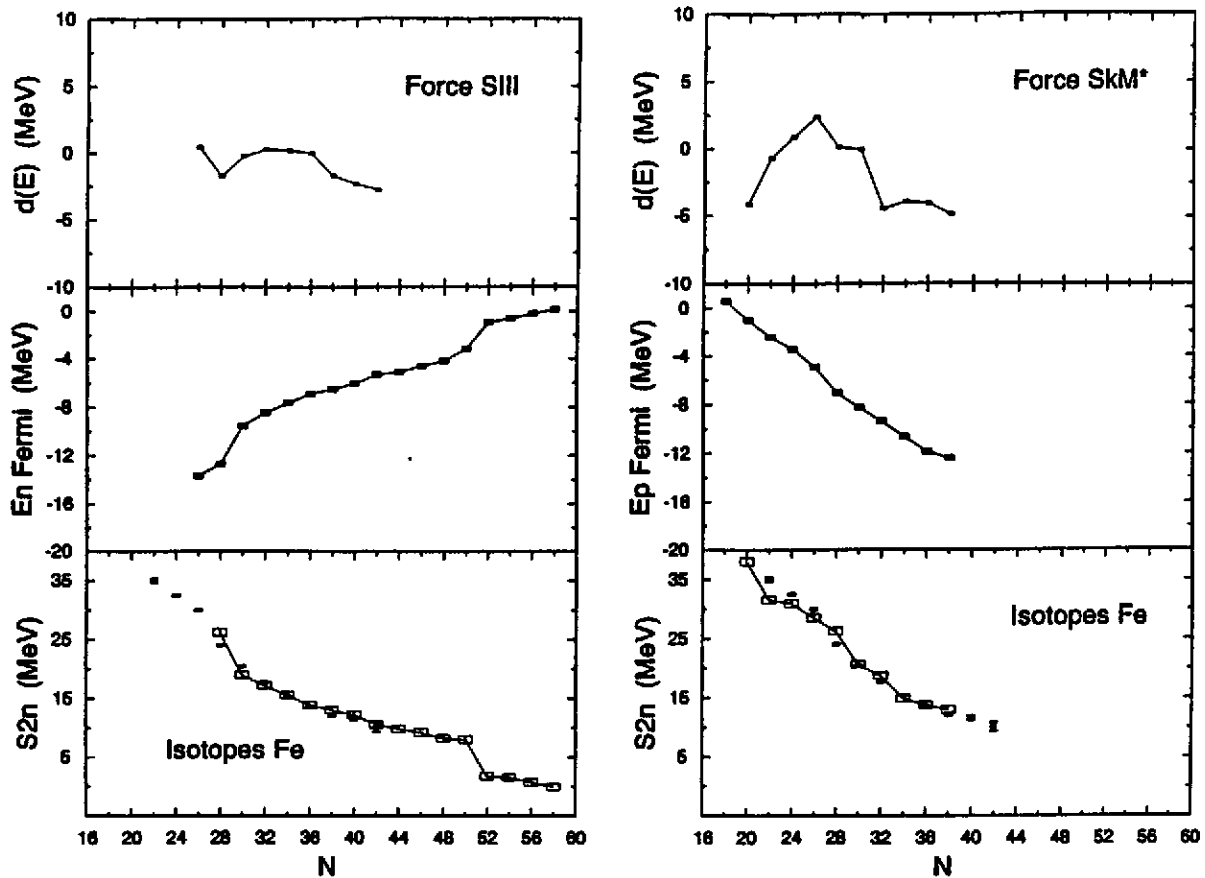 10
5
0
-5
-10
d(E) (MeV)
Force SIII
0
-4
-8
-12
-16
-20
En Fermi (MeV)
35
25
15
5
S2n (MeV)
Isotopes Fe
16 20 24 28 32 36 40 44 48 52 56 60
N
10
5
0
-5
-10
d(E) (MeV)
Force SkM*
0
-4
-8
-12
-16
-20
Ep Fermi (MeV)
35
25
15
5
S2n (MeV)
Isotopes Fe
16 20 24 28 32 36 40 44 48 52 56 60
N